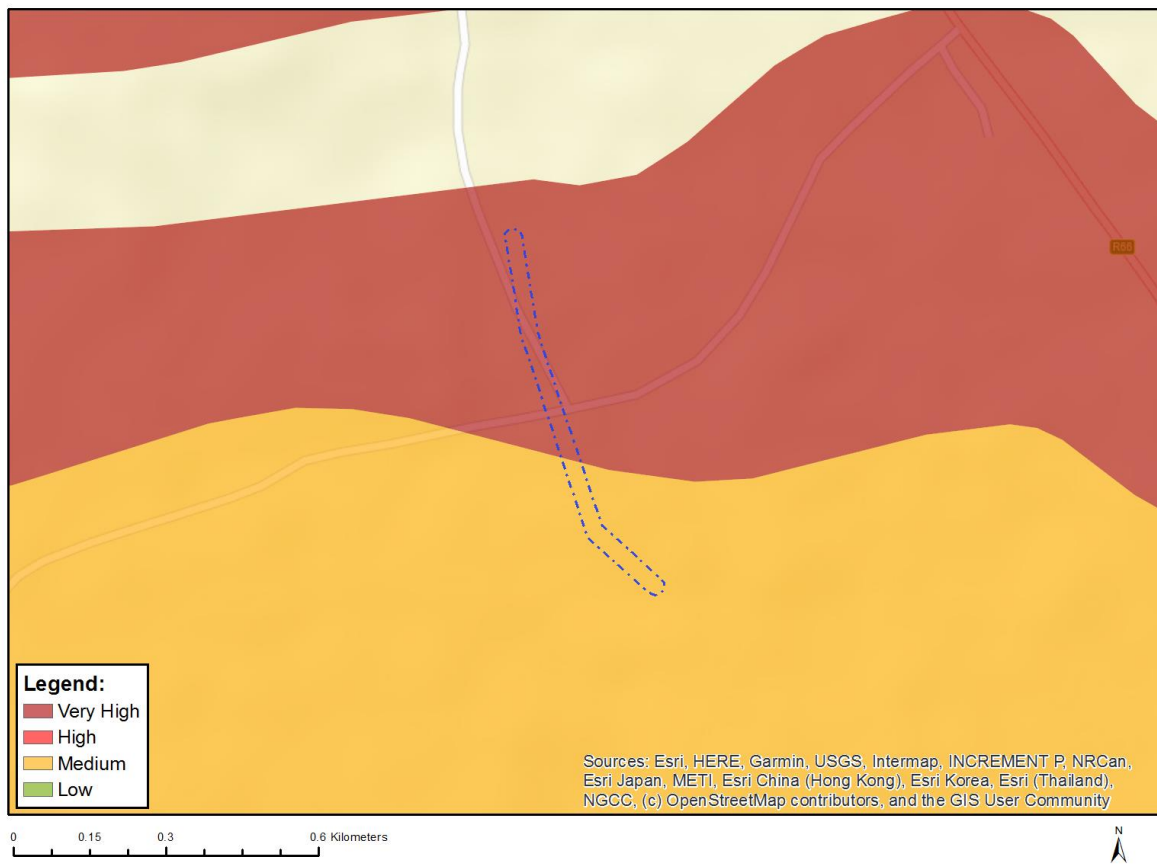 R56
Legend:
Very High
High
Medium
Low
Sources: Esri, HERE, Garmin, USGS, Intermap, INCREMENT P, NRCan,
Esri Japan, METI, Esri China (Hong Kong), Esri Korea, Esri (Thailand),
NGCC, (c) OpenStreetMap contributors, and the GIS User Community
0 0.15 0.3 0.6 Kilometers
N